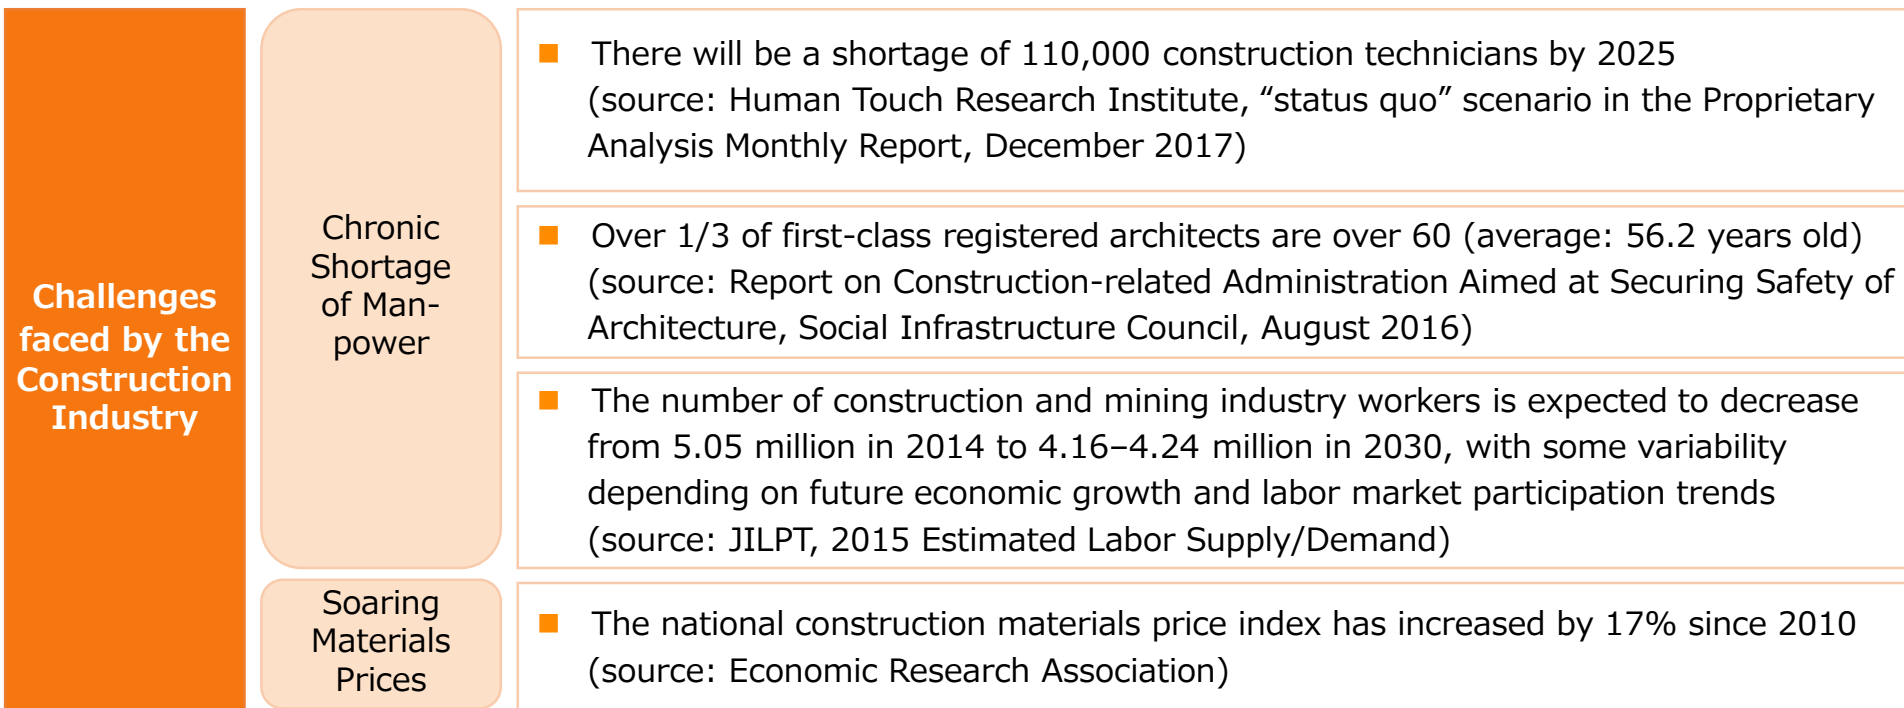 Challenges
faced by the
Construction
Industry
Chronic
Shortage
of Man-
power
There will be a shortage of 110,000 construction technicians by 2025
(source: Human Touch Research Institute, “status quo” scenario in the Proprietary
Analysis Monthly Report, December 2017)
Over 1/3 of first-class registered architects are over 60 (average: 56.2 years old)
(source: Report on Construction-related Administration Aimed at Securing Safety of
Architecture, Social Infrastructure Council, August 2016)
The number of construction and mining industry workers is expected to decrease
from 5.05 million in 2014 to 4.16–4.24 million in 2030, with some variability
depending on future economic growth and labor market participation trends
(source: JILPT, 2015 Estimated Labor Supply/Demand)
Soaring
Materials
Prices
The national construction materials price index has increased by 17% since 2010
(source: Economic Research Association)